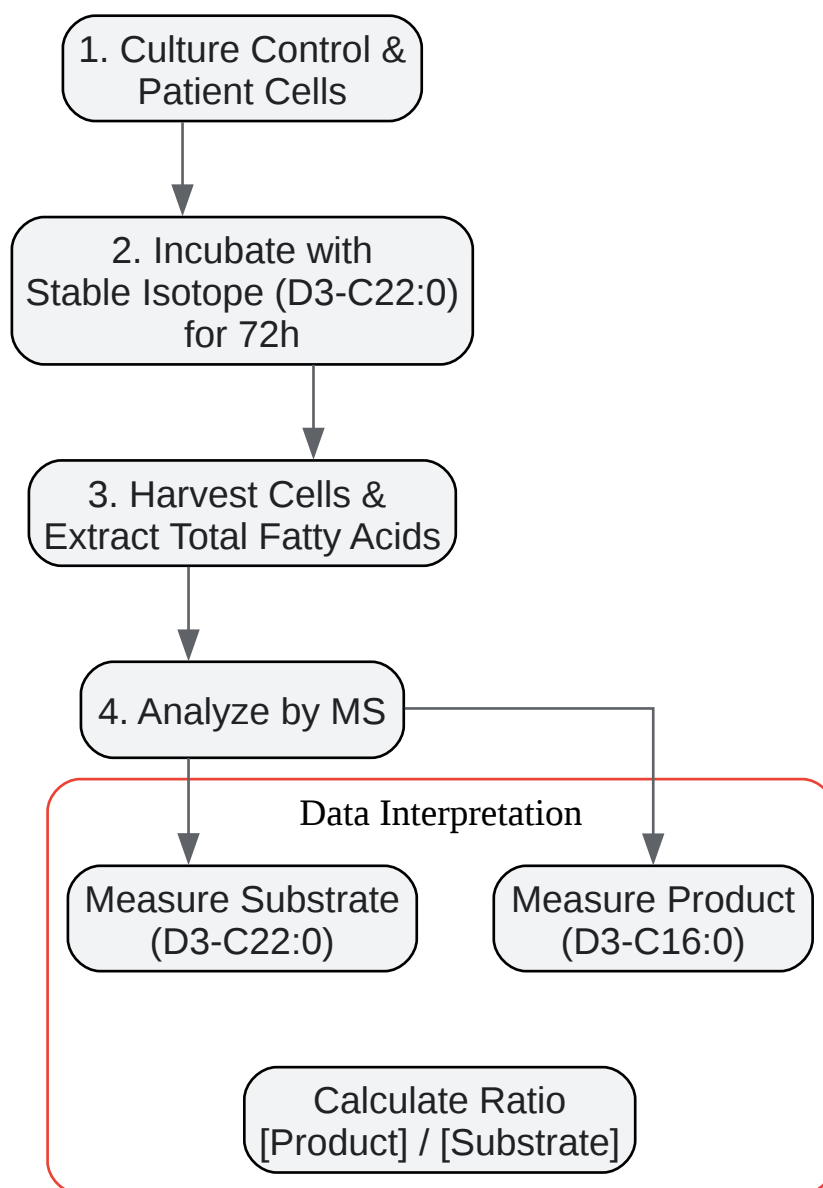 1. Culture Control &
Patient Cells
2. Incubate with
Stable Isotope (D3-C22:0)
for 72h
3. Harvest Cells &
Extract Total Fatty Acids
4. Analyze by MS
Data Interpretation
Measure Substrate
(D3-C22:0)
Measure Product
(D3-C16:0)
Calculate Ratio
[Product] / [Substrate]